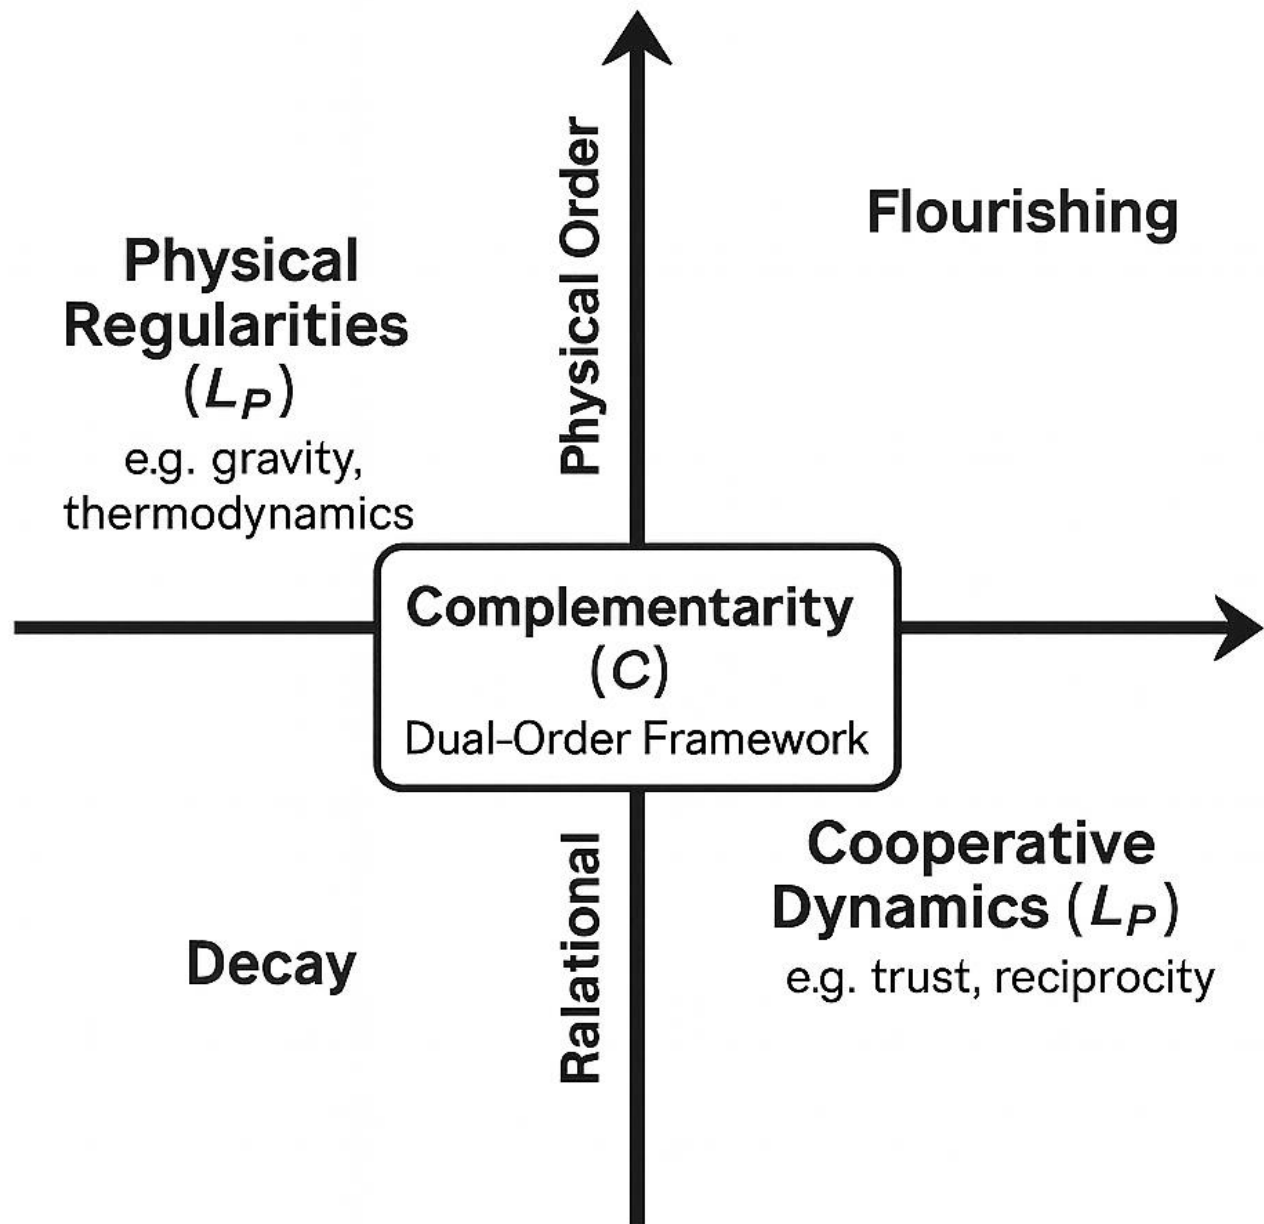 Physical Order
Flourishing
Physical
Regularities
(L_P)
e.g. gravity,
thermodynamics
Complementarity
(C)
Dual-Order Framework
Ralational
Cooperative
Dynamics (L_P)
e.g. trust, reciprocity
Decay